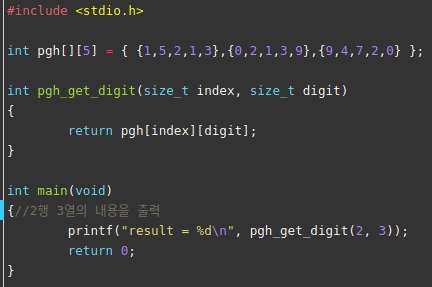 #include <stdio.h>
int pgh[][5] = { {1,5,2,1,3},{0,2,1,3,9},{9,4,7,2,0} };
int pgh_get_digit(size_t index, size_t digit)
{
return pgh[index][digit];
}
int main(void)
{//2행 3열의 내용을 출력
printf("result = %d\n", pgh_get_digit(2, 3));
return 0;
}